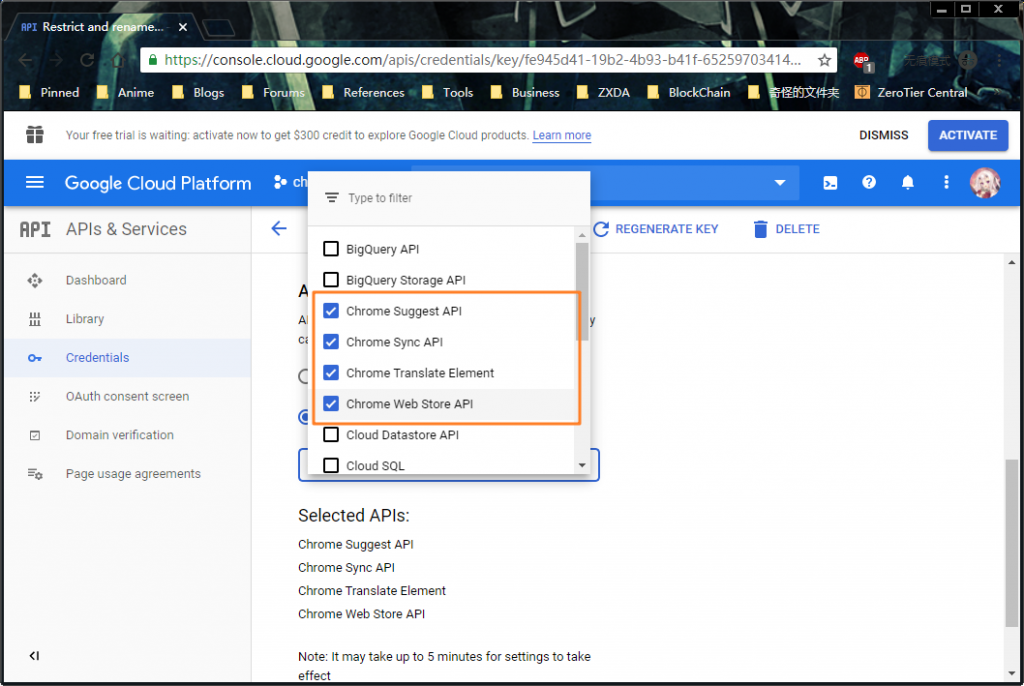 API Restrict and rename...
https://console.cloud.google.com/apis/credentials/key/fe945d41-19b2-4b93-b41f-65259703414...
ABP 1
Pinned Anime Blogs Forums References Tools Business ZXDA BlockChain 奇怪的文件夹 ZeroTier Central
Your free trial is waiting: activate now to get $300 credit to explore Google Cloud products. Learn more
DISMISS
ACTIVATE
Google Cloud Platform
ch
API APIs & Services
REGENERATE KEY
DELETE
Dashboard
Library
Credentials
OAuth consent screen
Domain verification
Page usage agreements
Type to filter
BigQuery API
BigQuery Storage API
Chrome Suggest API
Chrome Sync API
Chrome Translate Element
Chrome Web Store API
Cloud Datastore API
Cloud SQL
Selected APIs:
Chrome Suggest API
Chrome Sync API
Chrome Translate Element
Chrome Web Store API
Note: It may take up to 5 minutes for settings to take
effect